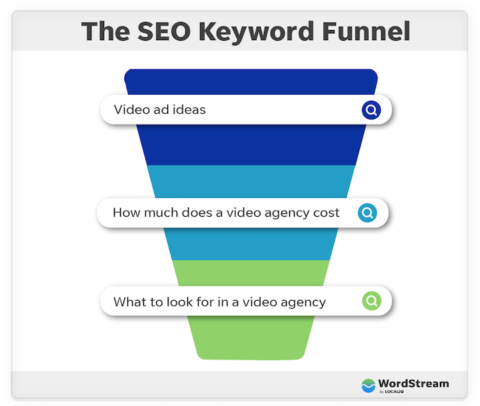 The SEO Keyword Funnel
Video ad ideas
How much does a video agency cost
What to look for in a video agency
WordStream
By LOCALiQ